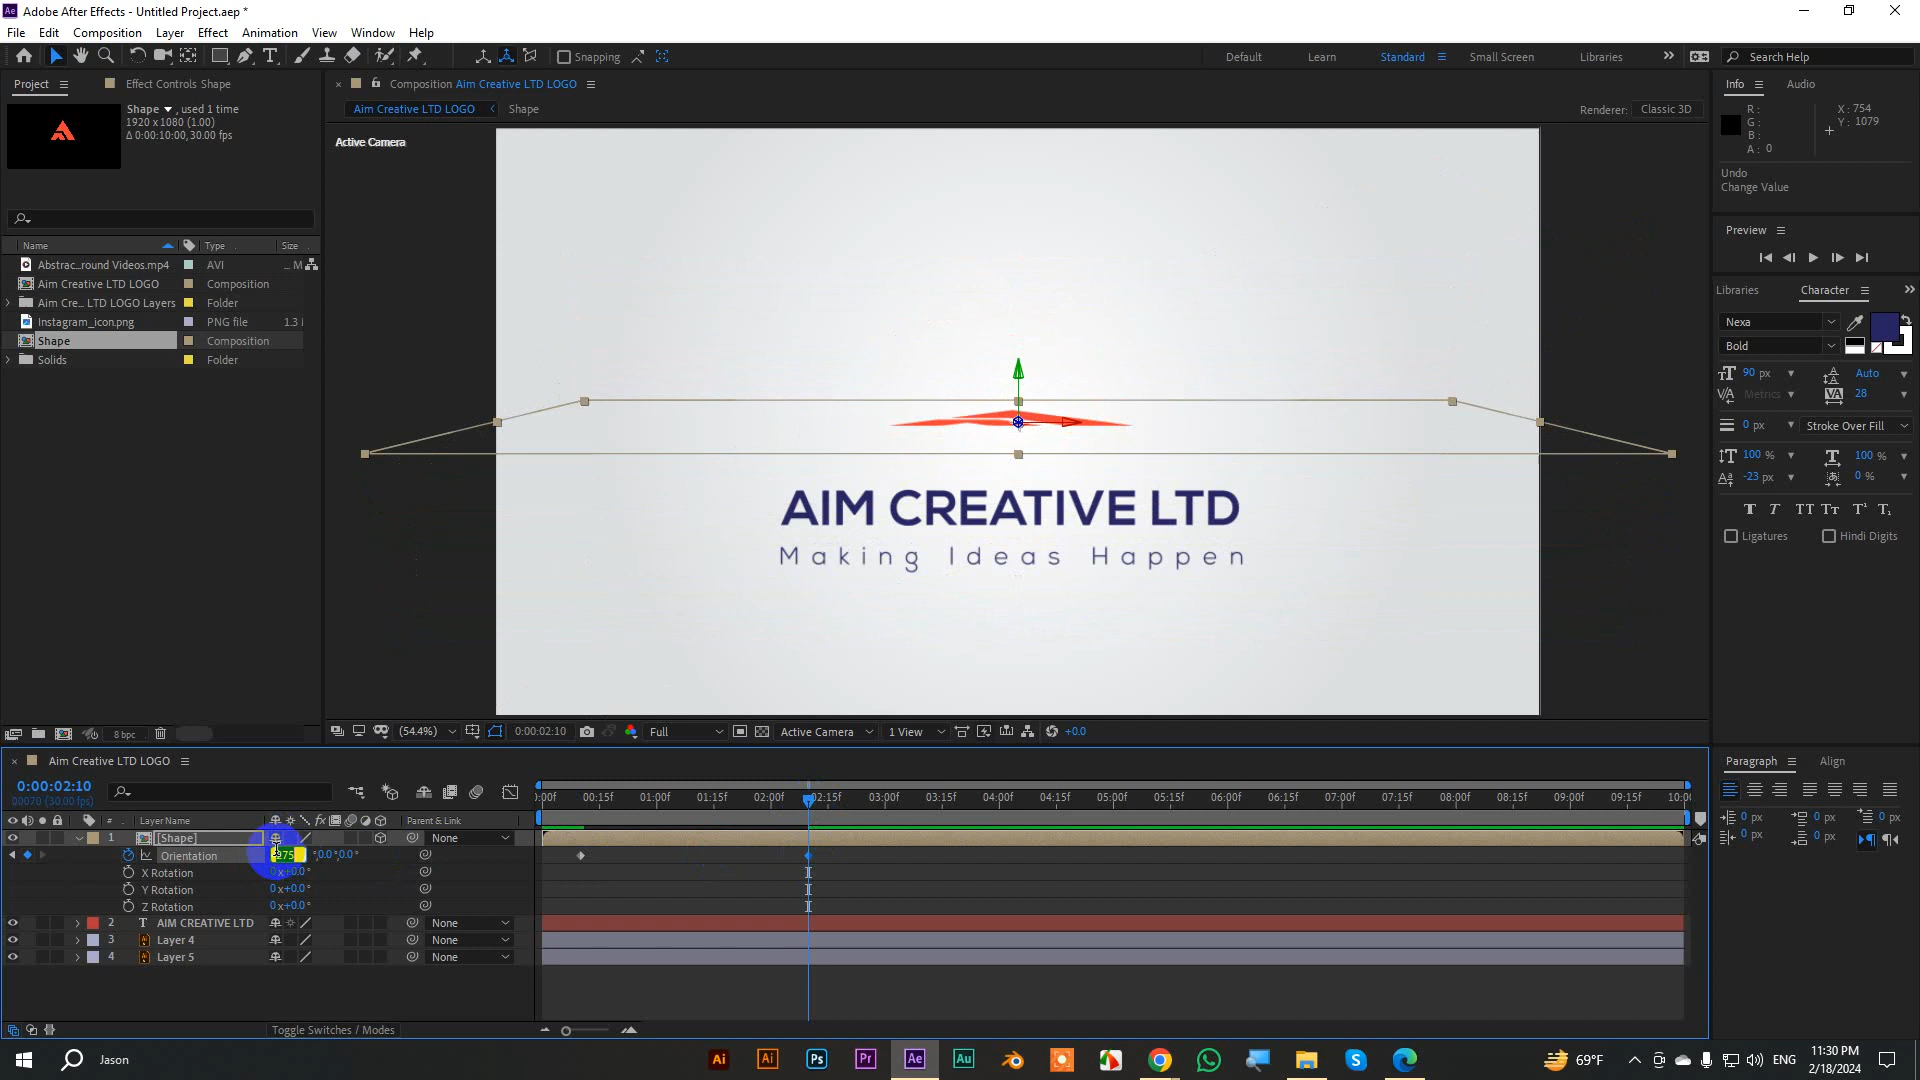 Adobe After Effects - Untitled Project.aep *
File Edit Composition Layer Effect Animation View Window Help
Snapping Default Learn Standard Small Screen Libraries Search Help
Project Effect Controls Shape
Composition Aim Creative LTD LOGO
Info Audio
Shape, used 1 time
1920 x 1080 (1.00)
Δ 0:00:10:00, 30.00 fps
Aim Creative LTD LOGO Shape
Renderer: Classic 3D
Active Camera
R :
G :
B :
A : 0
X : 754
Y : 1079
Undo
Change Value
Preview
Name Type Size
Abstrac...round Videos.mp4 AVI ... M
Aim Creative LTD LOGO Composition
Aim Cre... LTD LOGO Layers Folder
Instagram_icon.png PNG file 1.3
Shape Composition
Solids Folder
Libraries Character
Nexa
Bold
90 px Auto
Metrics 28
0 px Stroke Over Fill
100 % 100 %
-23 px 0 %
Ligatures Hindi Digits
AIM CREATIVE LTD
Making Ideas Happen
8 bpc
(54.4%) 0:00:02:10 Full Active Camera 1 View +0.0
Aim Creative LTD LOGO
0:00:02:10
00070 (30.00 fps)
:00f 00:15f 01:00f 01:15f 02:00f 02:15f 03:00f 03:15f 04:00f 04:15f 05:00f 05:15f 06:00f 06:15f 07:00f 07:15f 08:00f 08:15f 09:00f 09:15f 10:00
# Layer Name Parent & Link
1 [Shape] None
Orientation 275 °,0.0 °,0.0 °
X Rotation 0 x+0.0 °
Y Rotation 0 x+0.0 °
Z Rotation 0 x+0.0 °
2 AIM CREATIVE LTD None
3 Layer 4 None
4 Layer 5 None
Toggle Switches / Modes
Paragraph Align
0 px 0 px 0 px
0 px 0 px
Jason
69°F ENG 11:30 PM
2/18/2024